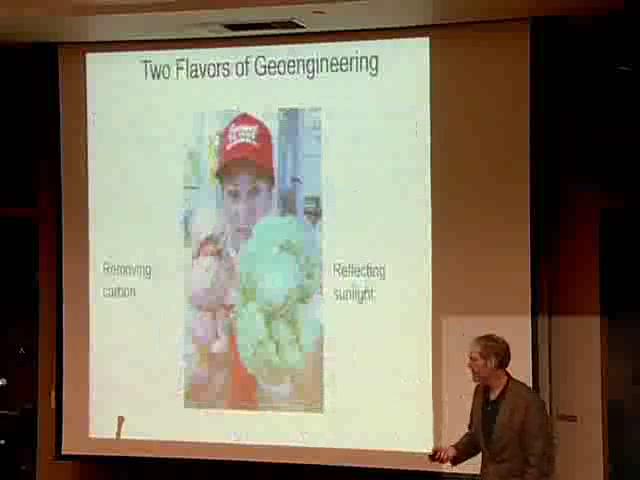 Two Flavors of Geoengineering
Removing
carbon
Reflecting
sunlight